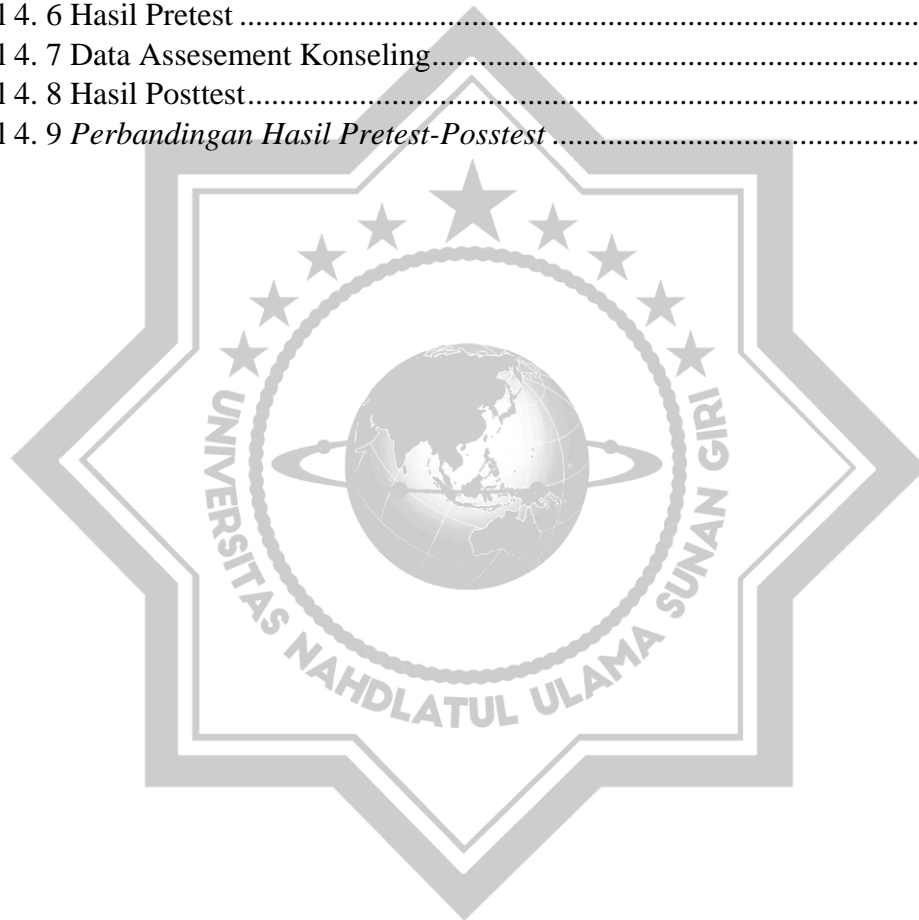 l 4. 6 Hasil Pretest
l 4. 7 Data Assesement Konseling
l 4. 8 Hasil Posttest
l 4. 9 Perbandingan Hasil Pretest-Posstest
UNIVERSITAS NAHDLATUL ULAMA SUNAN GIRI